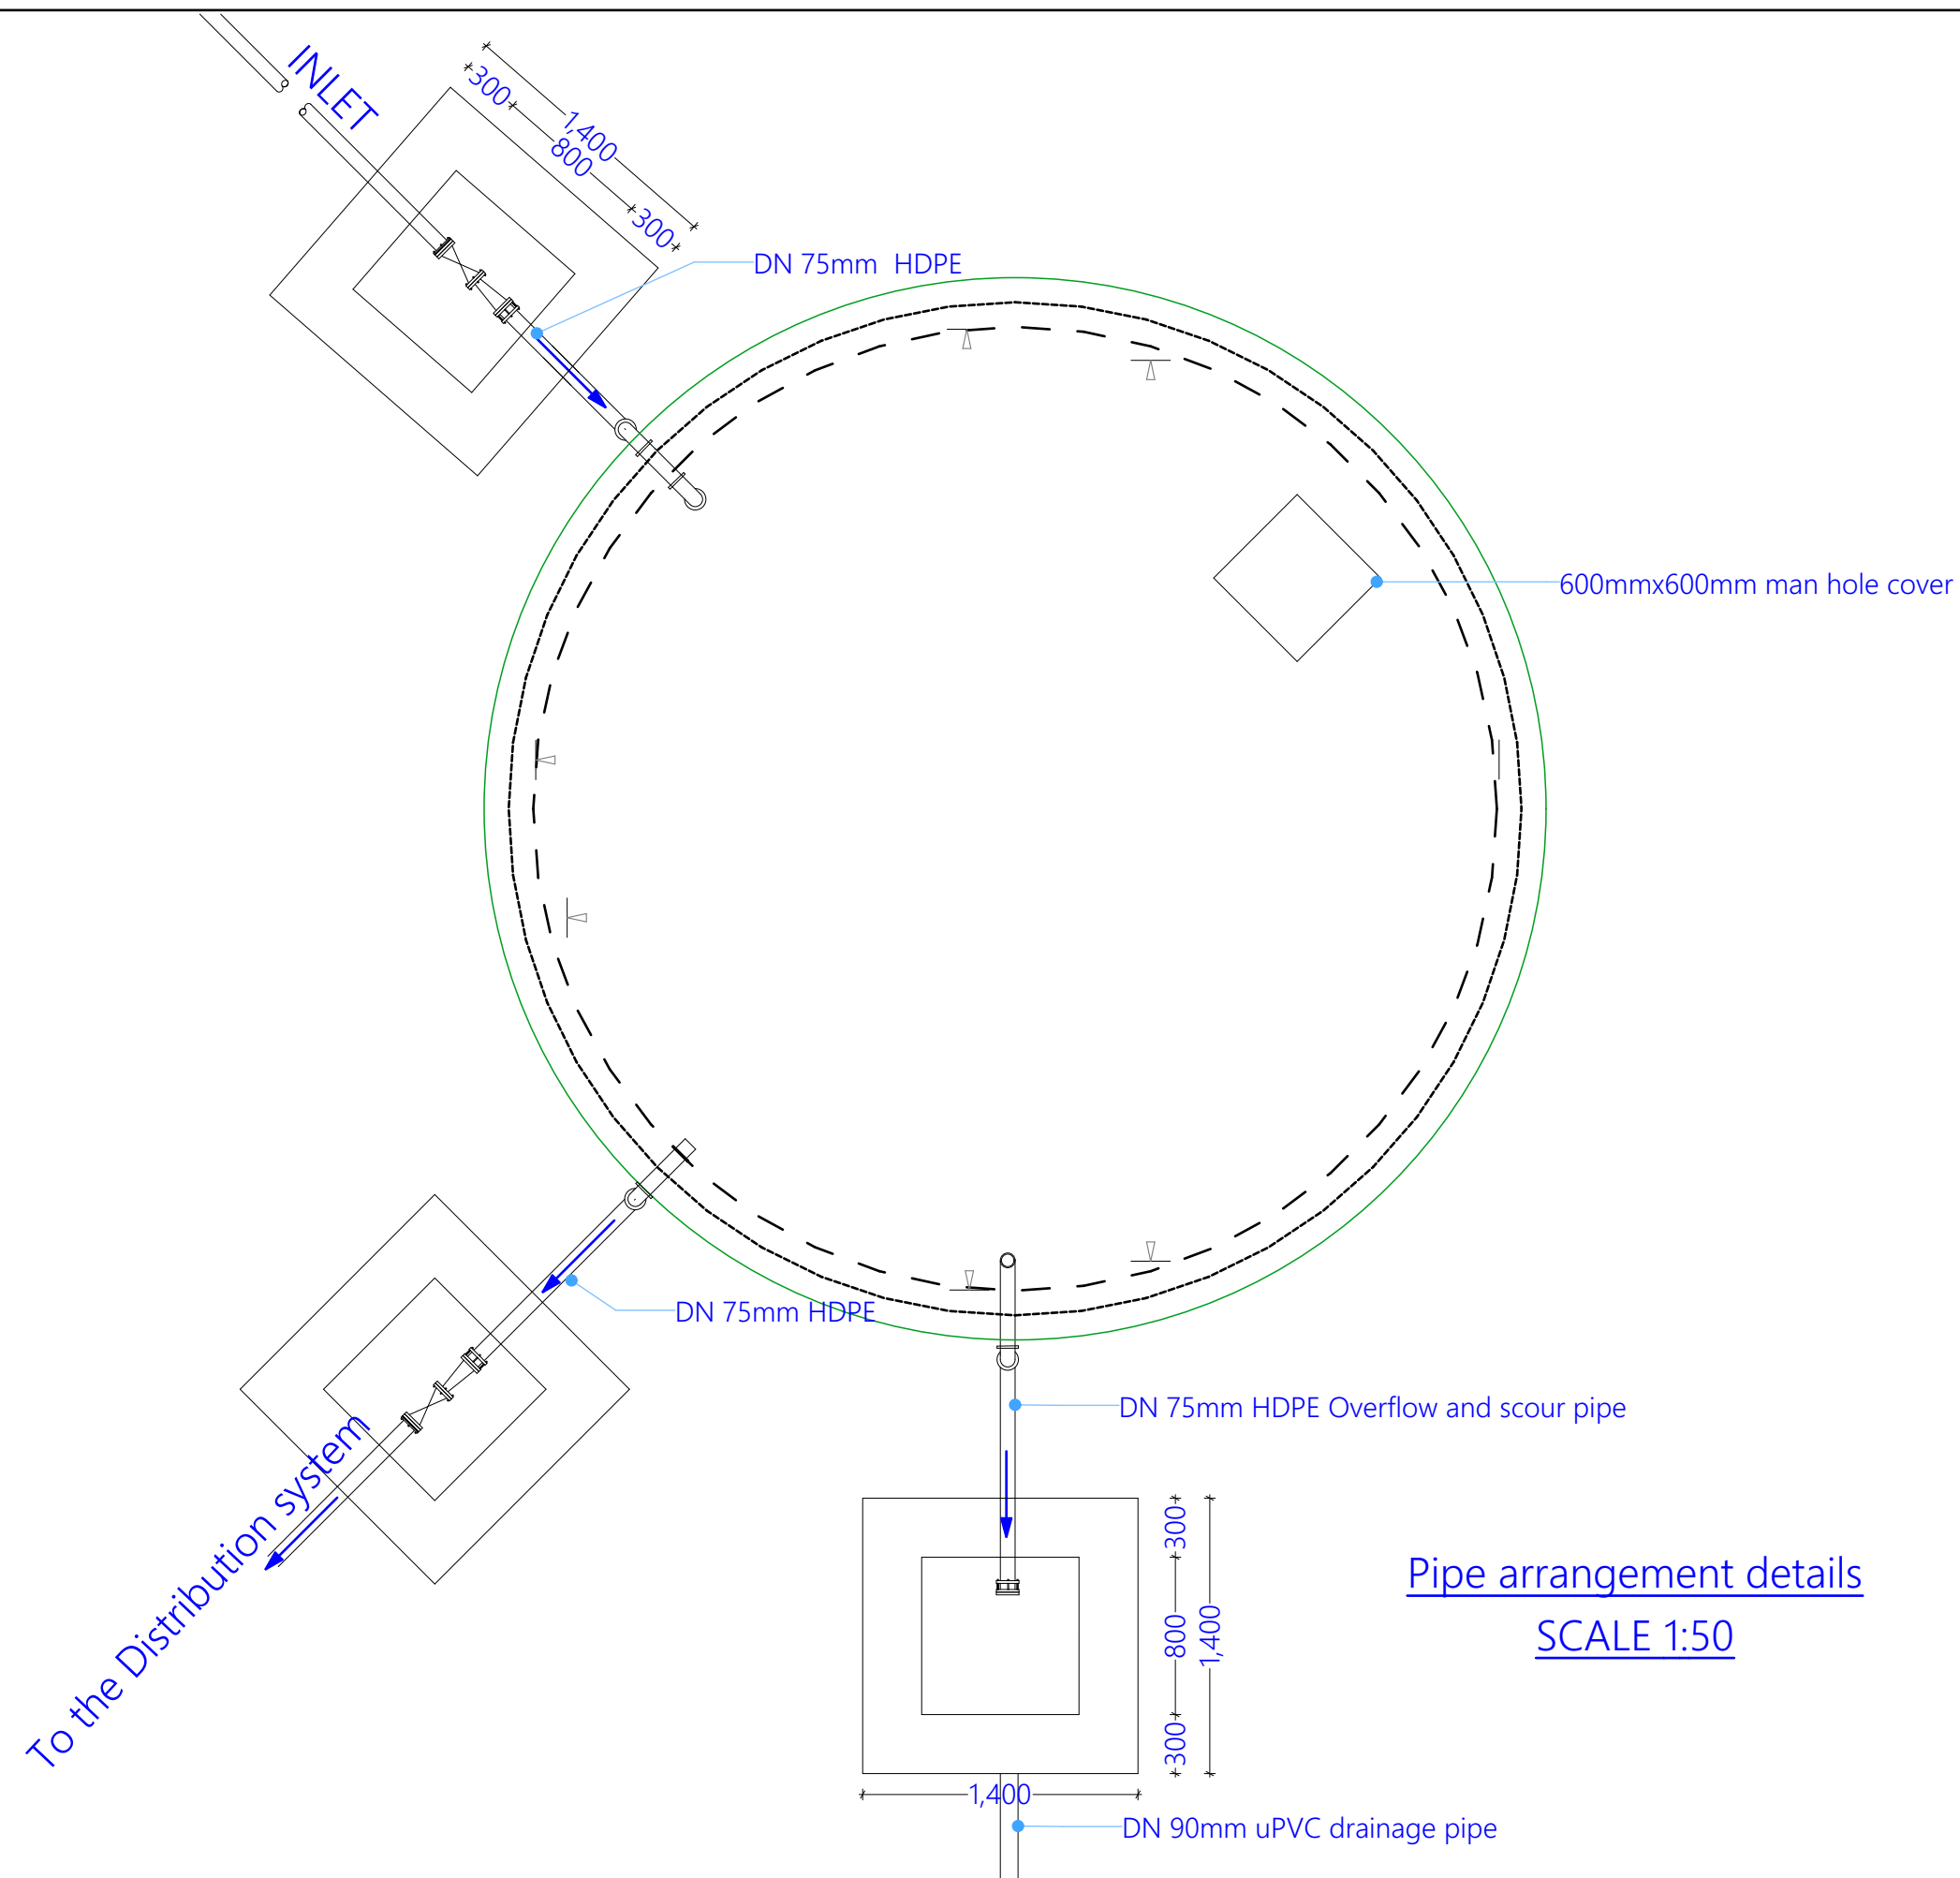 INLET
300
1,400
800
300
DN 75mm  HDPE
600mmx600mm man hole cover
DN 75mm HDPE
To the Distribution system
DN 75mm HDPE Overflow and scour pipe
300
800
1,400
300
1,400
Pipe arrangement details
SCALE 1:50
DN 90mm uPVC drainage pipe